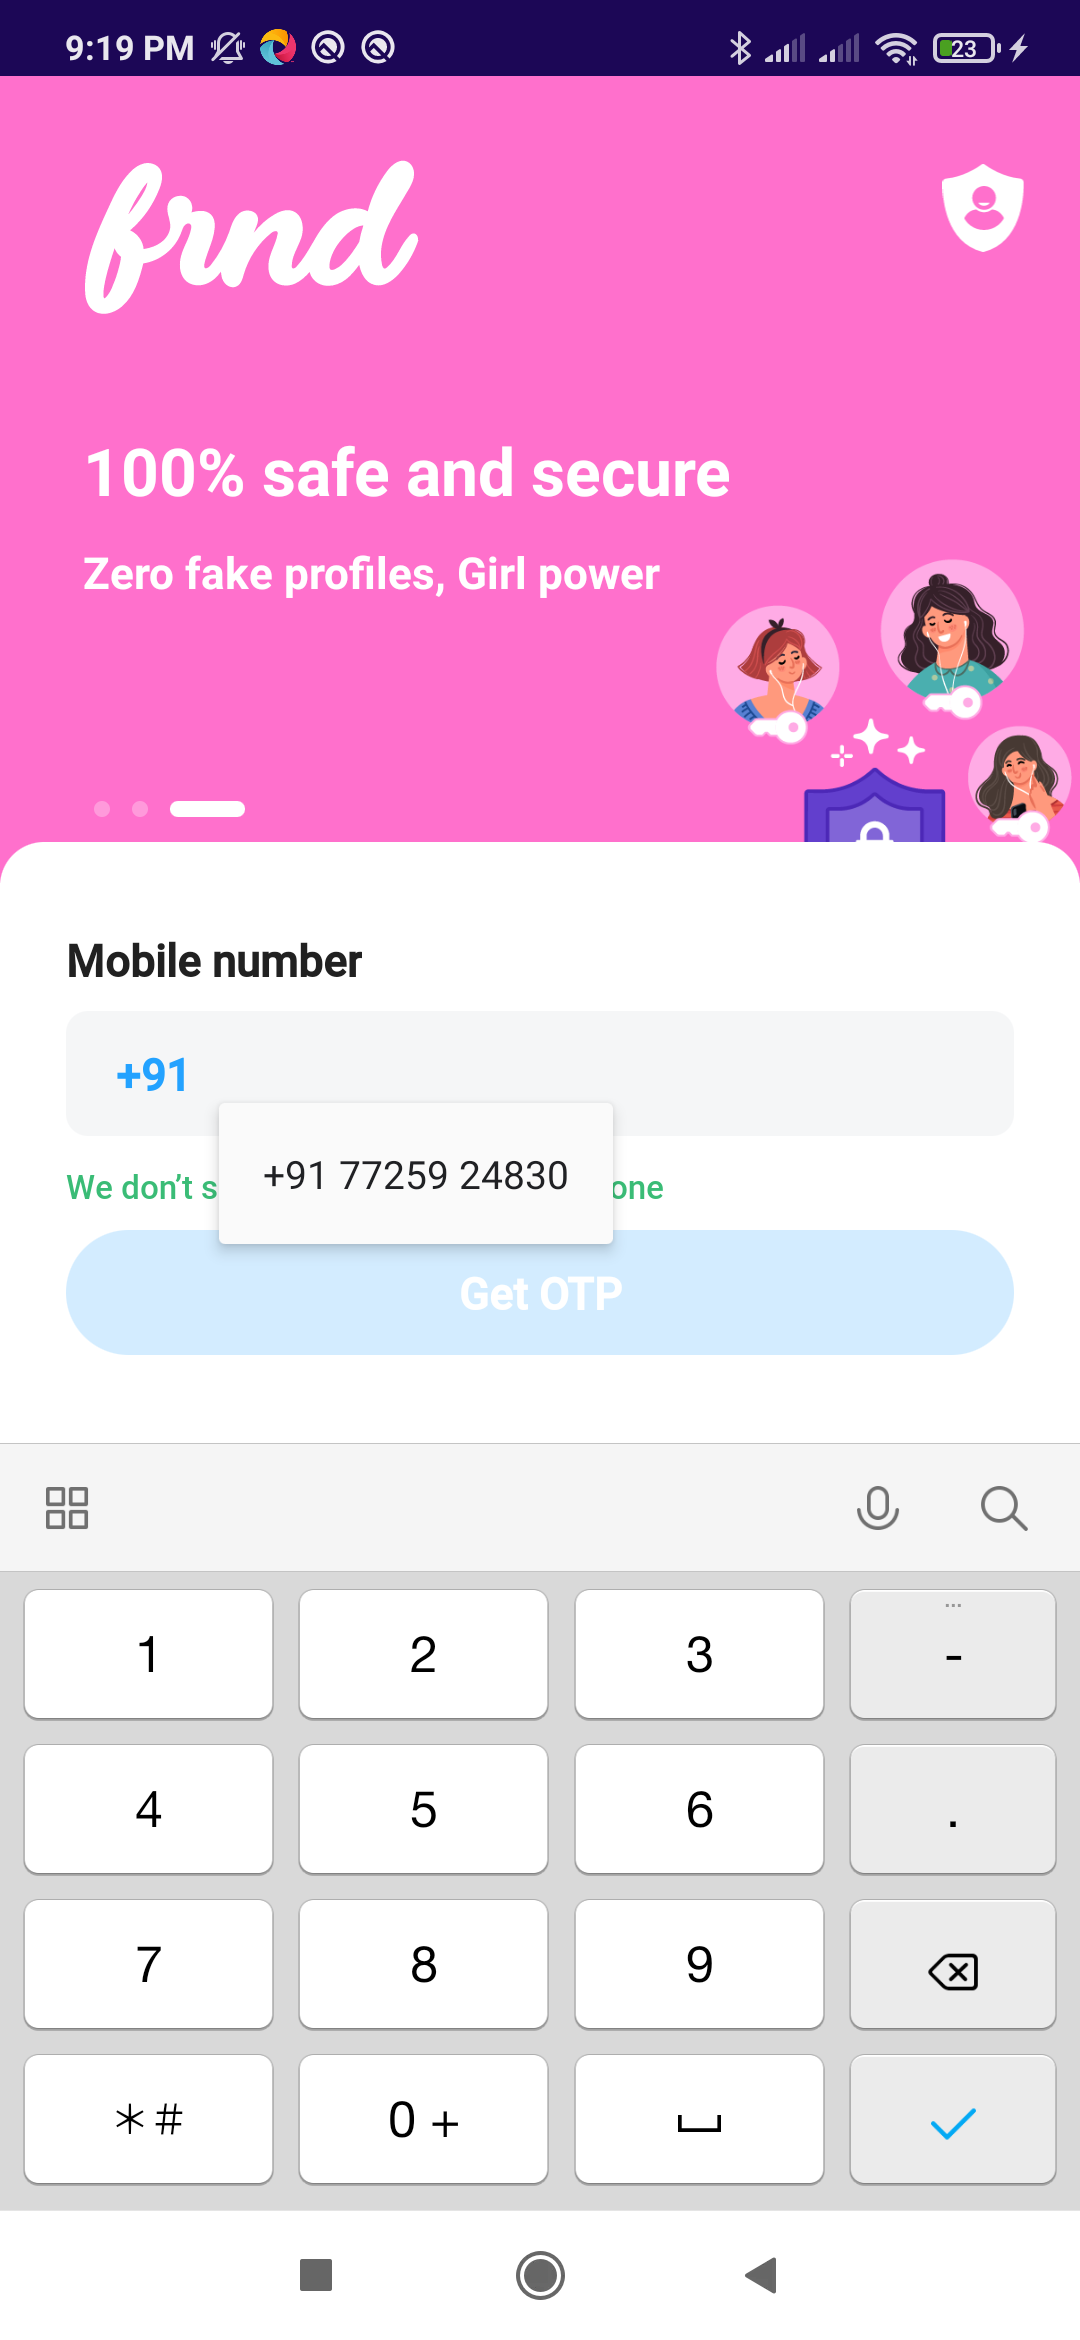 9:19 PM
23
frnd
100% safe and secure
Zero fake profiles, Girl power
Mobile number
+91
+91 77259 24830
We don't s
one
Get OTP
1 2 3 -
4 5 6 .
7 8 9
*# 0 +